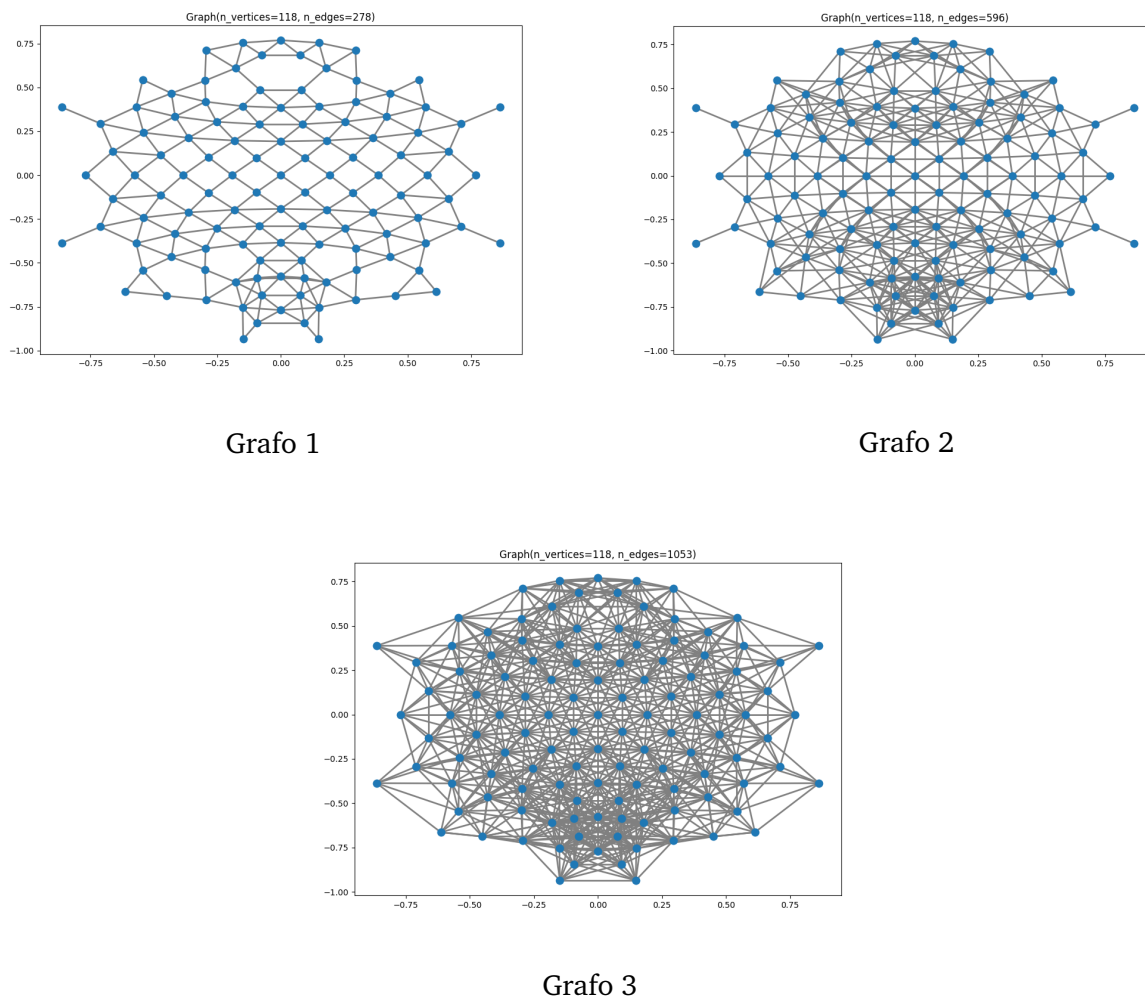 Graph(n_vertices=118, n_edges=278)
0.75
0.50
0.25
0.00
−0.25
−0.50
−0.75
−1.00
−0.75 −0.50 −0.25 0.00 0.25 0.50 0.75
Grafo 1
Graph(n_vertices=118, n_edges=596)
0.75
0.50
0.25
0.00
−0.25
−0.50
−0.75
−1.00
−0.75 −0.50 −0.25 0.00 0.25 0.50 0.75
Grafo 2
Graph(n_vertices=118, n_edges=1053)
0.75
0.50
0.25
0.00
−0.25
−0.50
−0.75
−1.00
−0.75 −0.50 −0.25 0.00 0.25 0.50 0.75
Grafo 3